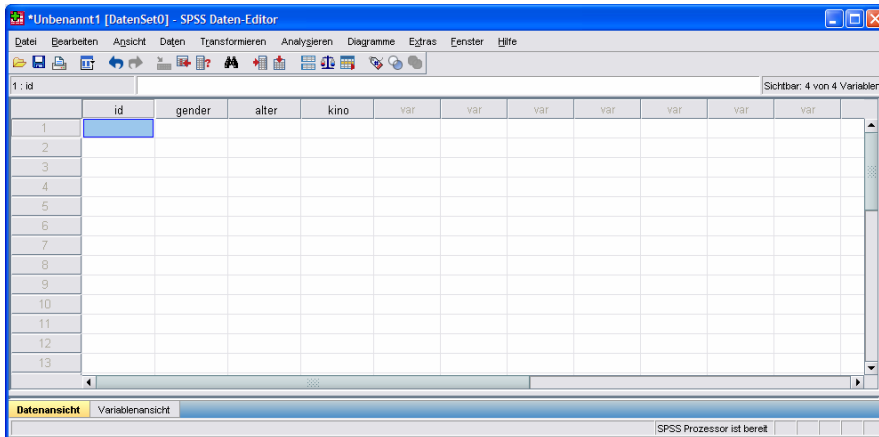 *Unbenannt1 [DatenSet0] - SPSS Daten-Editor
Datei Bearbeiten Ansicht Daten Transformieren Analysieren Diagramme Extras Fenster Hilfe
1 : id Sichtbar: 4 von 4 Variablen
id gender alter kino var var var var var var var
1
2
3
4
5
6
7
8
9
10
11
12
13
Datenansicht Variablenansicht
SPSS Prozessor ist bereit